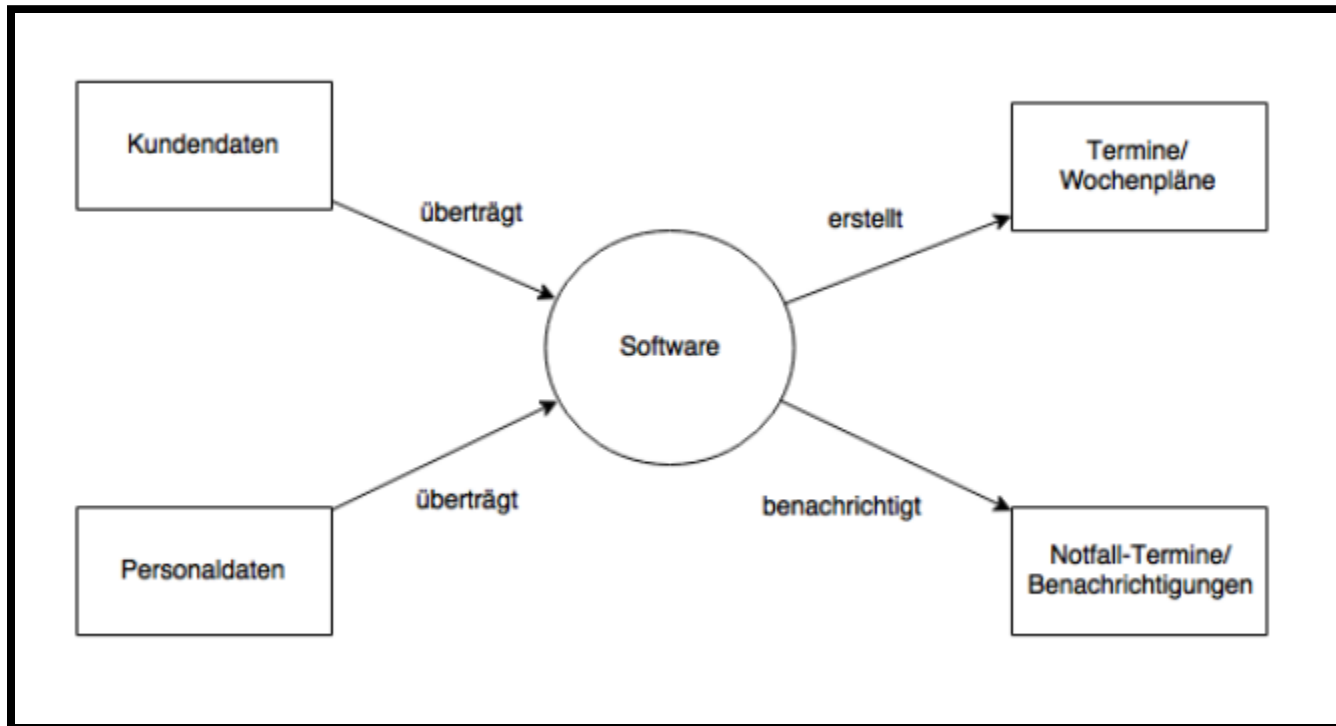 Kundendaten
Termine/
Wochenpläne
überträgt
erstellt
Software
überträgt
benachrichtigt
Personaldaten
Notfall-Termine/
Benachrichtigungen